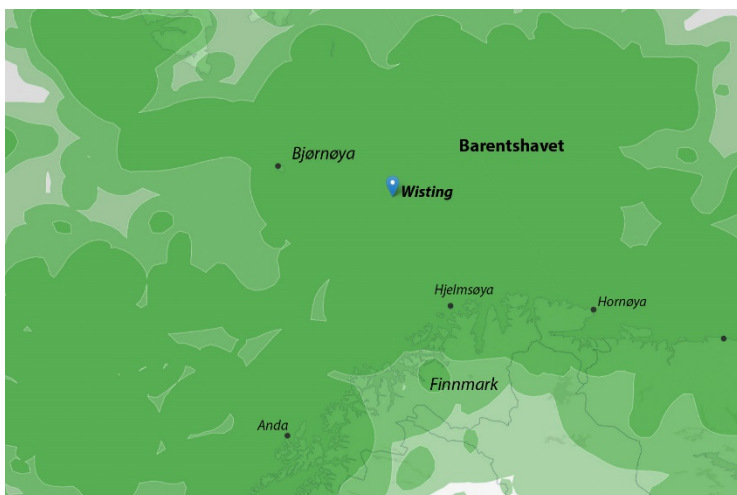 Barentshavet
Bjørnøya
Wisting
Hjelmsøya
Hornøya
Finnmark
Anda